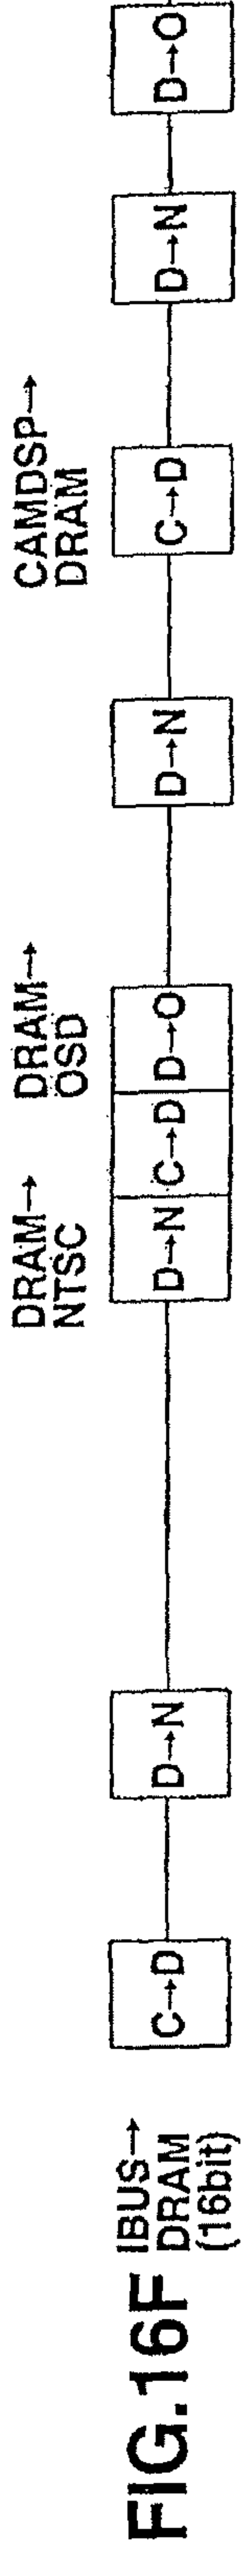 FIG.16F
IBUS→
DRAM
(16bit)
C→D
D→N
DRAM→
NTSC
D→N
C→D
DRAM→
OSD
D→O
D→N
CAMDSP→
DRAM
C→D
D→N
D→O